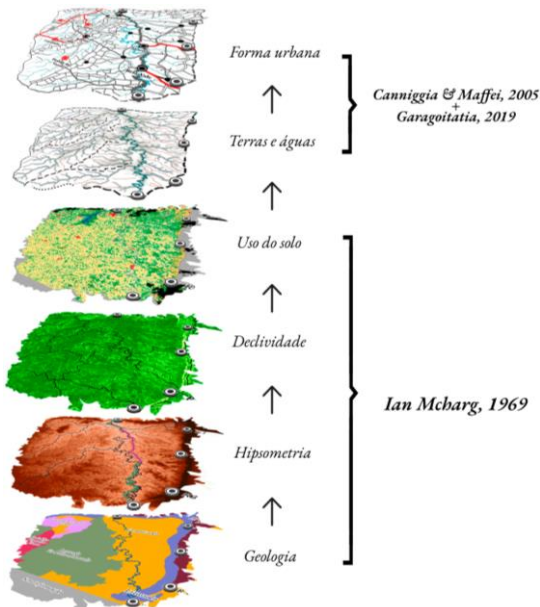 Forma urbana
Canniggia & Maffei, 2005
+
Garagoitatia, 2019
Terras e águas
Uso do solo
Declividade
Ian Mcharg, 1969
Hipsometria
Geologia